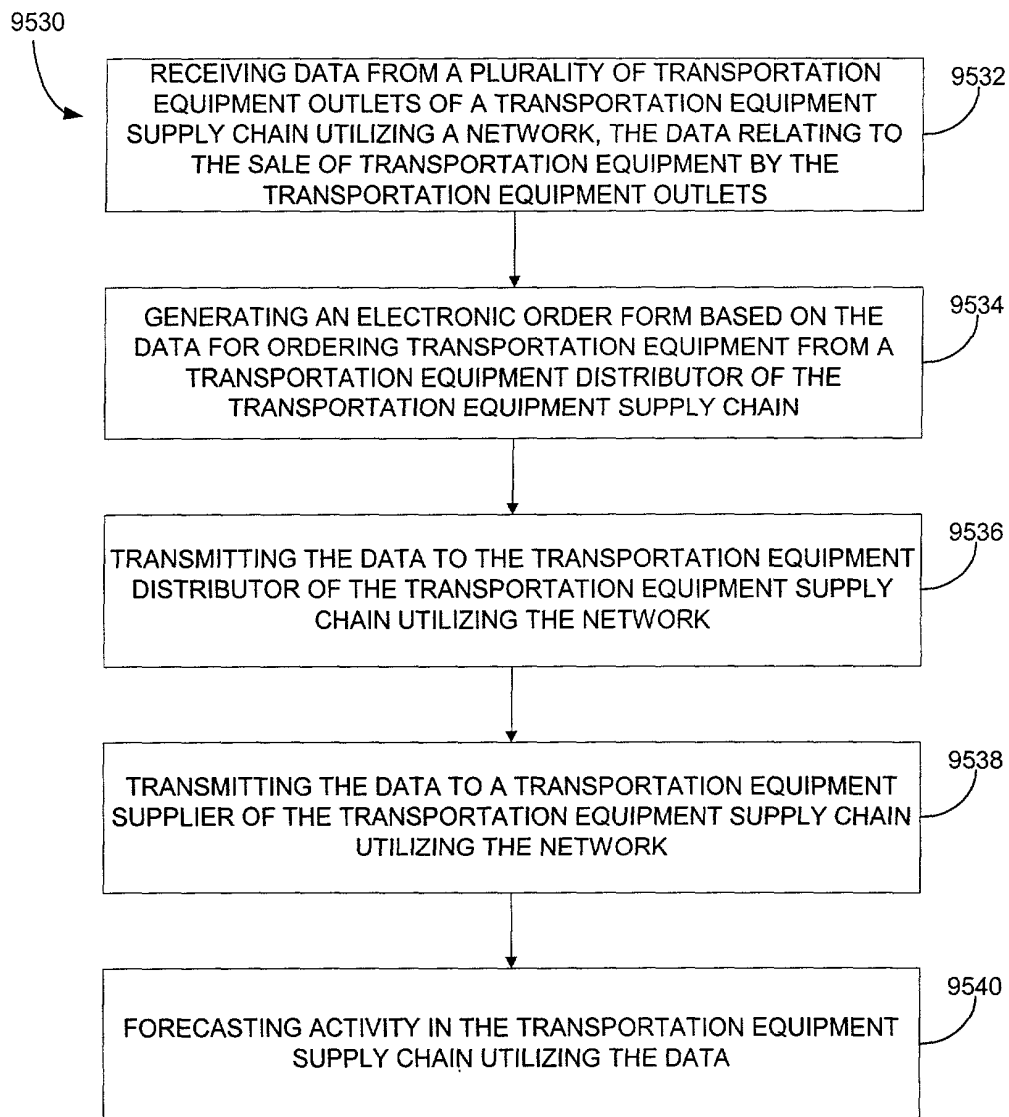 9530
RECEIVING DATA FROM A PLURALITY OF TRANSPORTATION
EQUIPMENT OUTLETS OF A TRANSPORTATION EQUIPMENT
SUPPLY CHAIN UTILIZING A NETWORK, THE DATA RELATING TO
THE SALE OF TRANSPORTATION EQUIPMENT BY THE
TRANSPORTATION EQUIPMENT OUTLETS
9532
GENERATING AN ELECTRONIC ORDER FORM BASED ON THE
DATA FOR ORDERING TRANSPORTATION EQUIPMENT FROM A
TRANSPORTATION EQUIPMENT DISTRIBUTOR OF THE
TRANSPORTATION EQUIPMENT SUPPLY CHAIN
9534
TRANSMITTING THE DATA TO THE TRANSPORTATION EQUIPMENT
DISTRIBUTOR OF THE TRANSPORTATION EQUIPMENT SUPPLY
CHAIN UTILIZING THE NETWORK
9536
TRANSMITTING THE DATA TO A TRANSPORTATION EQUIPMENT
SUPPLIER OF THE TRANSPORTATION EQUIPMENT SUPPLY CHAIN
UTILIZING THE NETWORK
9538
FORECASTING ACTIVITY IN THE TRANSPORTATION EQUIPMENT
SUPPLY CHAIN UTILIZING THE DATA
9540